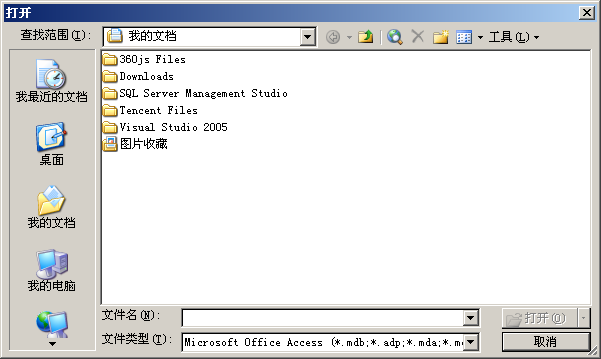 打开
查找范围(I): 我的文档 工具(L)
360js Files
Downloads
SQL Server Management Studio
Tencent Files
Visual Studio 2005
图片收藏
我最近的文档
桌面
我的文档
我的电脑
文件名(N): 打开(O)
文件类型(T): Microsoft Office Access (*.mdb;*.adp;*.mda;*.m 取消